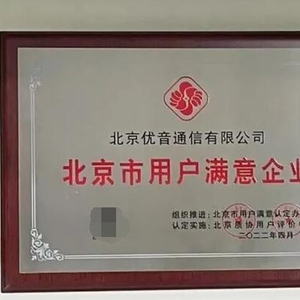 北京优音通信有限公司
北京市用户满意企业
组织推进：北京市用户满意认定办
认定实施：北京质协用户评价
二〇二二年四月